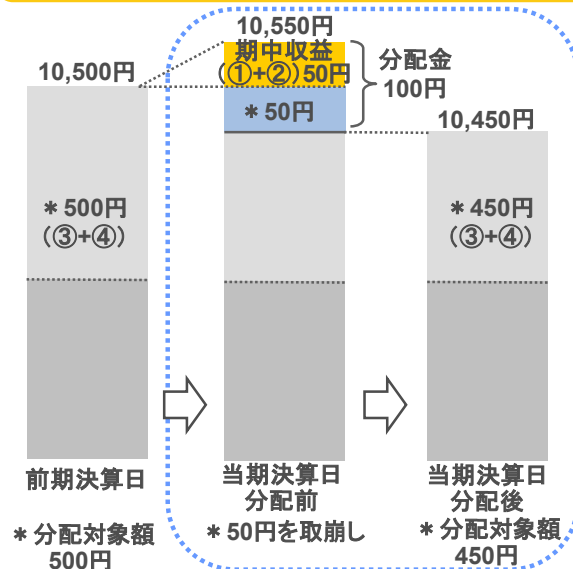 10,550円
期中収益
(①+②)50円
分配金
100円
10,500円
＊50円
10,450円
＊500円
(③+④)
＊450円
(③+④)
前期決算日
当期決算日
分配前
当期決算日
分配後
＊分配対象額
500円
＊50円を取崩し
＊分配対象額
450円